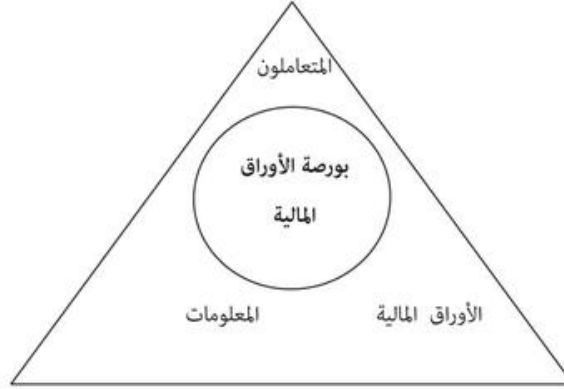 المتعاملون
بورصة الأوراق
المالية
الأوراق المالية
المعلومات